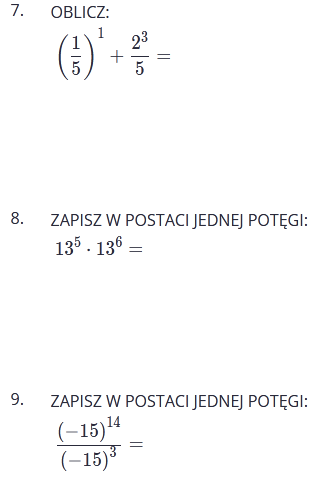 7. OBLICZ:
(1/5)^1 + 2^3/5 =
8. ZAPISZ W POSTACI JEDNEJ POTĘGI:
13^5 · 13^6 =
9. ZAPISZ W POSTACI JEDNEJ POTĘGI:
(−15)^14/(−15)^3 =